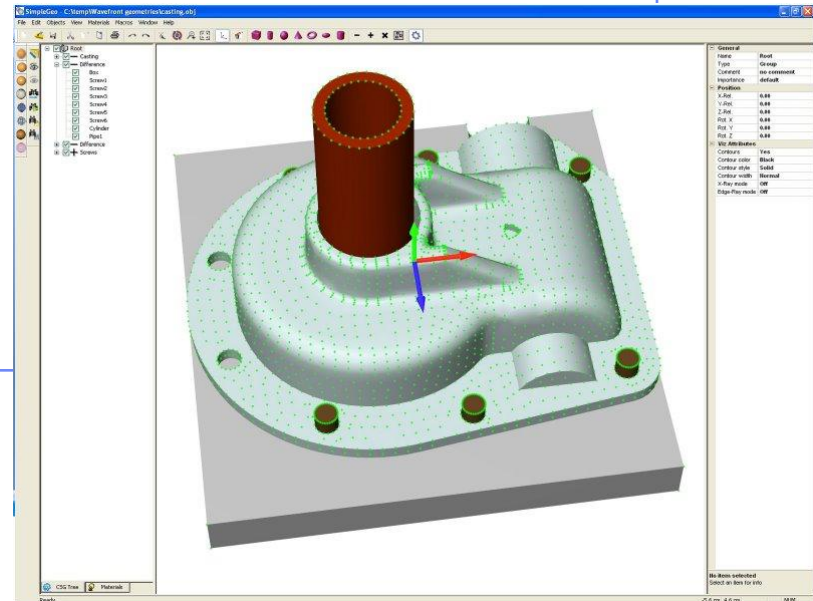 SimpleGeo - C:\temp\Wavefront geometries\casting.obj
File Edit Objects View Materials Macros Window Help
Root
Casting
Difference
Box
Screw1
Screw2
Screw3
Screw4
Screw5
Screw6
Cylinder
Pipe1
Difference
Screws
General
Name Root
Type Group
Comment no comment
Importance default
Position
X-Rel. 0.00
Y-Rel. 0.00
Z-Rel. 0.00
Rot. X 0.00
Rot. Y 0.00
Rot. Z 0.00
Viz Attributes
Contours Yes
Contour color Black
Contour style Solid
Contour width Normal
X-Ray mode Off
Edge-Ray mode Off
No item selected
Select an item for info
CSG Tree Materials
Ready
NUM